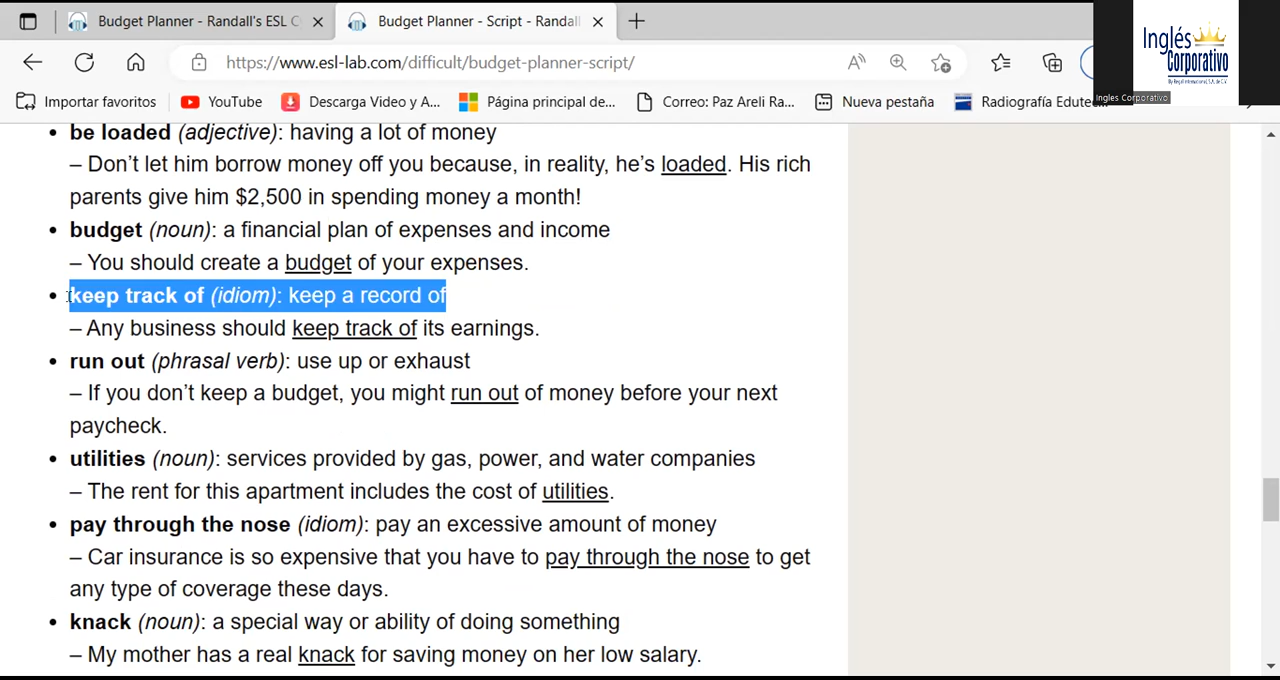 Budget Planner - Randall's ESL C
Budget Planner - Script - Randall
https://www.esl-lab.com/difficult/budget-planner-script/
Inglés
Corporativo
Ingles Corporativo
Importar favoritos
YouTube
Descarga Video y A...
Página principal de...
Correo: Paz Areli Ra...
Nueva pestaña
Radiografía Edutec
• be loaded (adjective): having a lot of money
– Don’t let him borrow money off you because, in reality, he’s loaded. His rich
parents give him $2,500 in spending money a month!
• budget (noun): a financial plan of expenses and income
– You should create a budget of your expenses.
• keep track of (idiom): keep a record of
– Any business should keep track of its earnings.
• run out (phrasal verb): use up or exhaust
– If you don’t keep a budget, you might run out of money before your next
paycheck.
• utilities (noun): services provided by gas, power, and water companies
– The rent for this apartment includes the cost of utilities.
• pay through the nose (idiom): pay an excessive amount of money
– Car insurance is so expensive that you have to pay through the nose to get
any type of coverage these days.
• knack (noun): a special way or ability of doing something
– My mother has a real knack for saving money on her low salary.